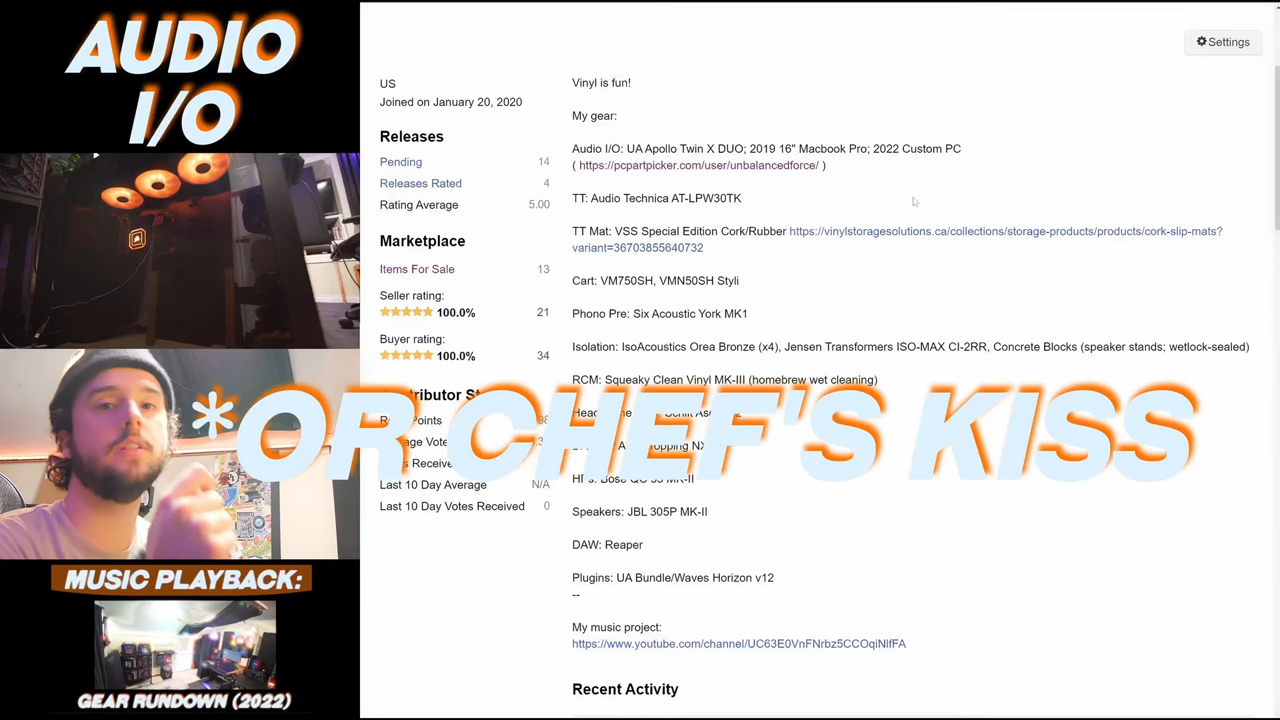 AUDIO
I/O
MUSIC PLAYBACK:
GEAR RUNDOWN (2022)
Settings
US
Joined on January 20, 2020
Releases
Pending 14
Releases Rated 4
Rating Average 5.00
Marketplace
Items For Sale 13
Seller rating:
100.0% 21
Buyer rating:
100.0% 34
Last 10 Day Average N/A
Last 10 Day Votes Received 0
Vinyl is fun!
My gear:
Audio I/O: UA Apollo Twin X DUO; 2019 16" Macbook Pro; 2022 Custom PC
( https://pcpartpicker.com/user/unbalancedforce/ )
TT: Audio Technica AT-LPW30TK
TT Mat: VSS Special Edition Cork/Rubber https://vinylstoragesolutions.ca/collections/storage-products/products/cork-slip-mats?
variant=36703855640732
Cart: VM750SH, VMN50SH Styli
Phono Pre: Six Acoustic York MK1
Isolation: IsoAcoustics Orea Bronze (x4), Jensen Transformers ISO-MAX CI-2RR, Concrete Blocks (speaker stands; wetlock-sealed)
RCM: Squeaky Clean Vinyl MK-III (homebrew wet cleaning)
*OR CHEF'S KISS
Speakers: JBL 305P MK-II
DAW: Reaper
Plugins: UA Bundle/Waves Horizon v12
--
My music project:
https://www.youtube.com/channel/UC63E0VnFNrbz5CCOqiNlfFA
Recent Activity